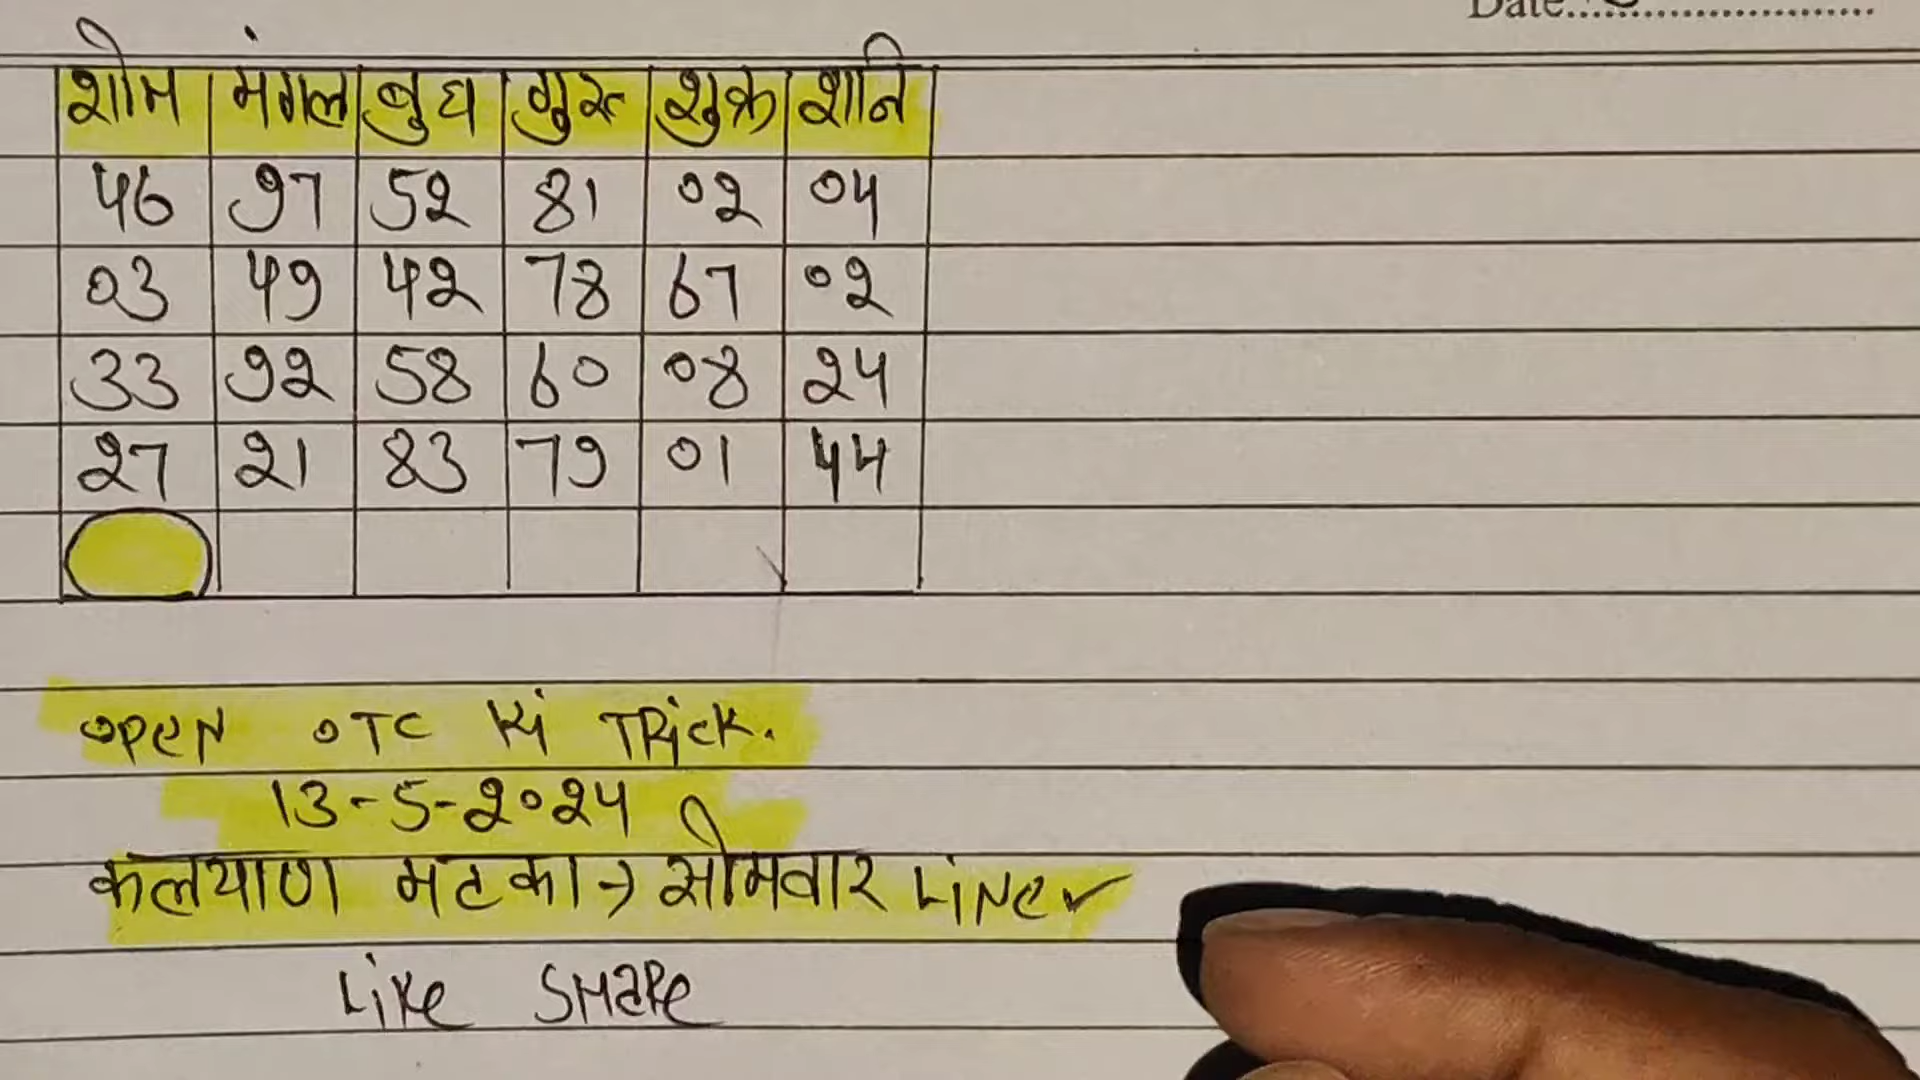 Date..............................
शोम मंगल बुध गुरू शुक्र शनि
46 97 52 81 02 04
03 49 42 78 67 02
33 92 58 60 08 24
27 21 83 79 01 44
OPEN OTC Ki TRick.
13-5-2024
कलयाण मटका → सोमवार LiNe ✓
Like SHaRe